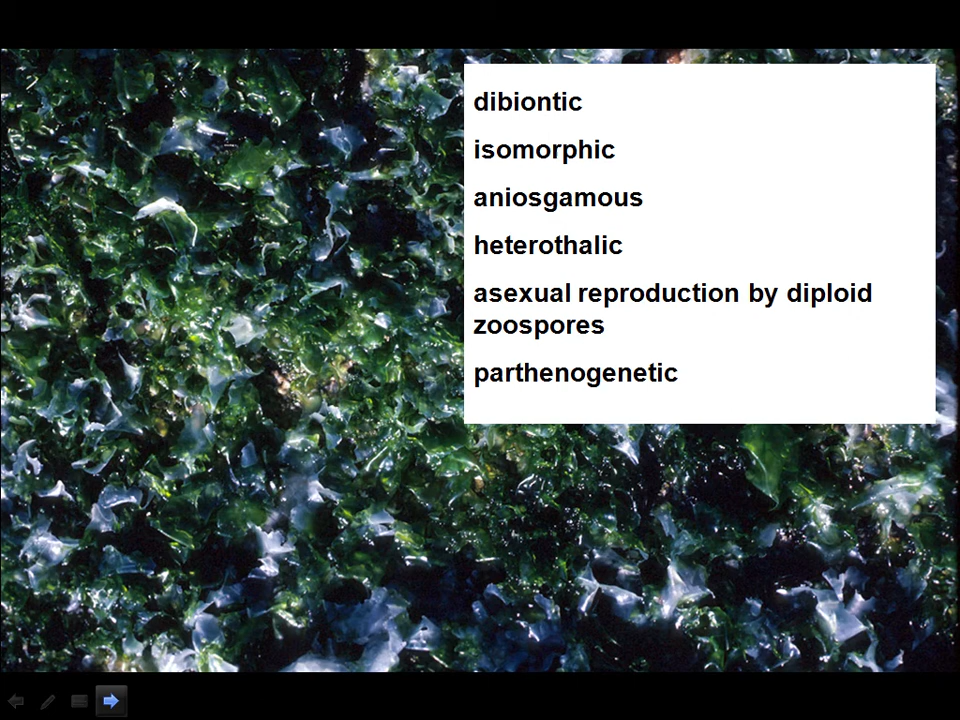 dibiontic
isomorphic
aniosgamous
heterothalic
asexual reproduction by diploid
zoospores
parthenogenetic